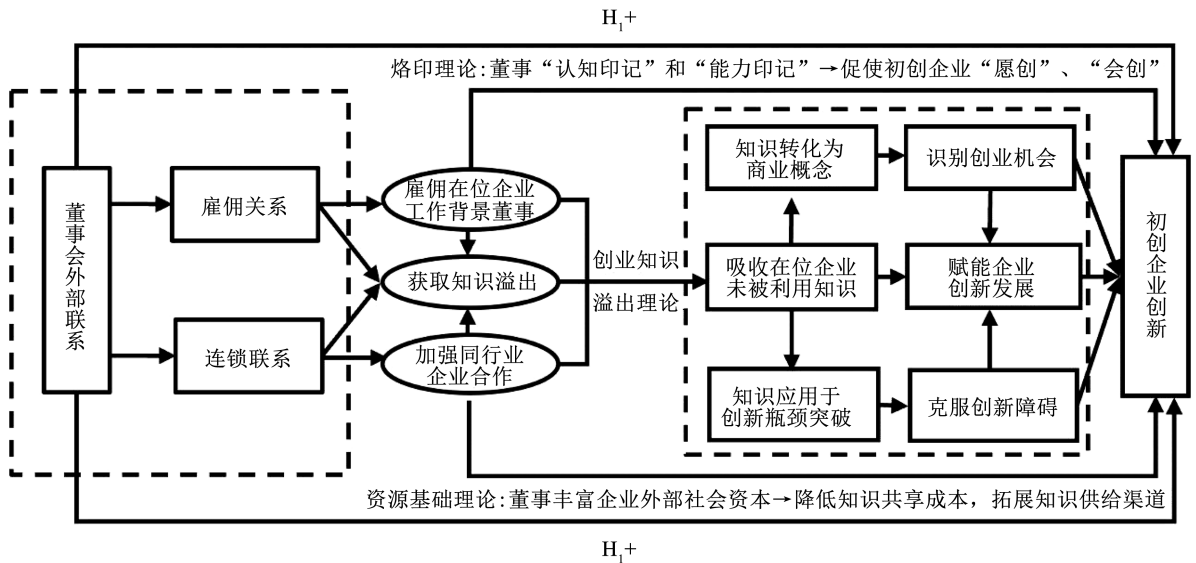 H₁+
烙印理论:董事“认知印记”和“能力印记”→促使初创企业“愿创”、“会创”
董事会外部联系
雇佣关系
连锁联系
雇佣在位企业
工作背景董事
获取知识溢出
加强同行业
企业合作
创业知识
溢出理论
知识转化为
商业概念
识别创业机会
吸收在位企业
未被利用知识
赋能企业
创新发展
知识应用于
创新瓶颈突破
克服创新障碍
初创企业创新
资源基础理论:董事丰富企业外部社会资本→降低知识共享成本，拓展知识供给渠道
H₁+